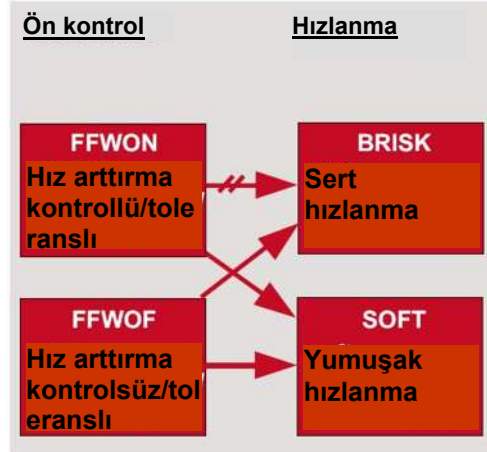 Ön kontrol
Hızlanma
FFWON
Hız arttırma
kontrollü/tole
ranslı
BRISK
Sert
hızlanma
FFWOF
Hız arttırma
kontrolsüz/tol
eranslı
SOFT
Yumuşak
hızlanma